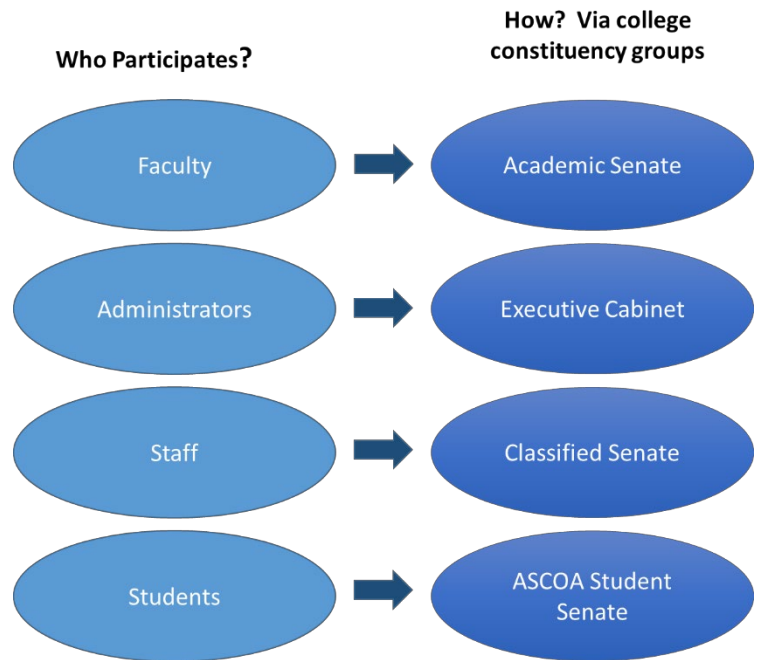 Who Participates?
How?  Via college
constituency groups
Faculty
Academic Senate
Administrators
Executive Cabinet
Staff
Classified Senate
Students
ASCOA Student
Senate